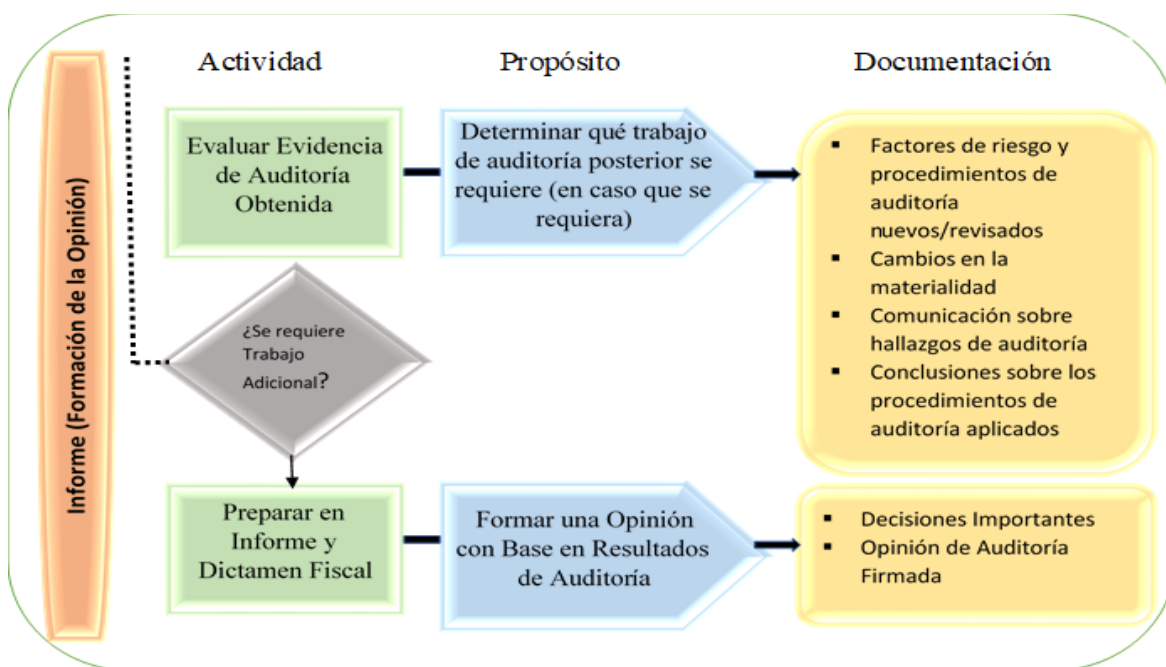 Informe (Formación de la Opinión)
Actividad
Propósito
Documentación
Evaluar Evidencia
de Auditoría
Obtenida
Determinar qué trabajo
de auditoría posterior se
requiere (en caso que se
requiera)
▪ Factores de riesgo y
procedimientos de
auditoría
nuevos/revisados
▪ Cambios en la
materialidad
▪ Comunicación sobre
hallazgos de auditoría
▪ Conclusiones sobre los
procedimientos de
auditoría aplicados
¿Se requiere
Trabajo
Adicional?
Preparar en
Informe y
Dictamen Fiscal
Formar una Opinión
con Base en Resultados
de Auditoría
▪ Decisiones Importantes
▪ Opinión de Auditoría
Firmada